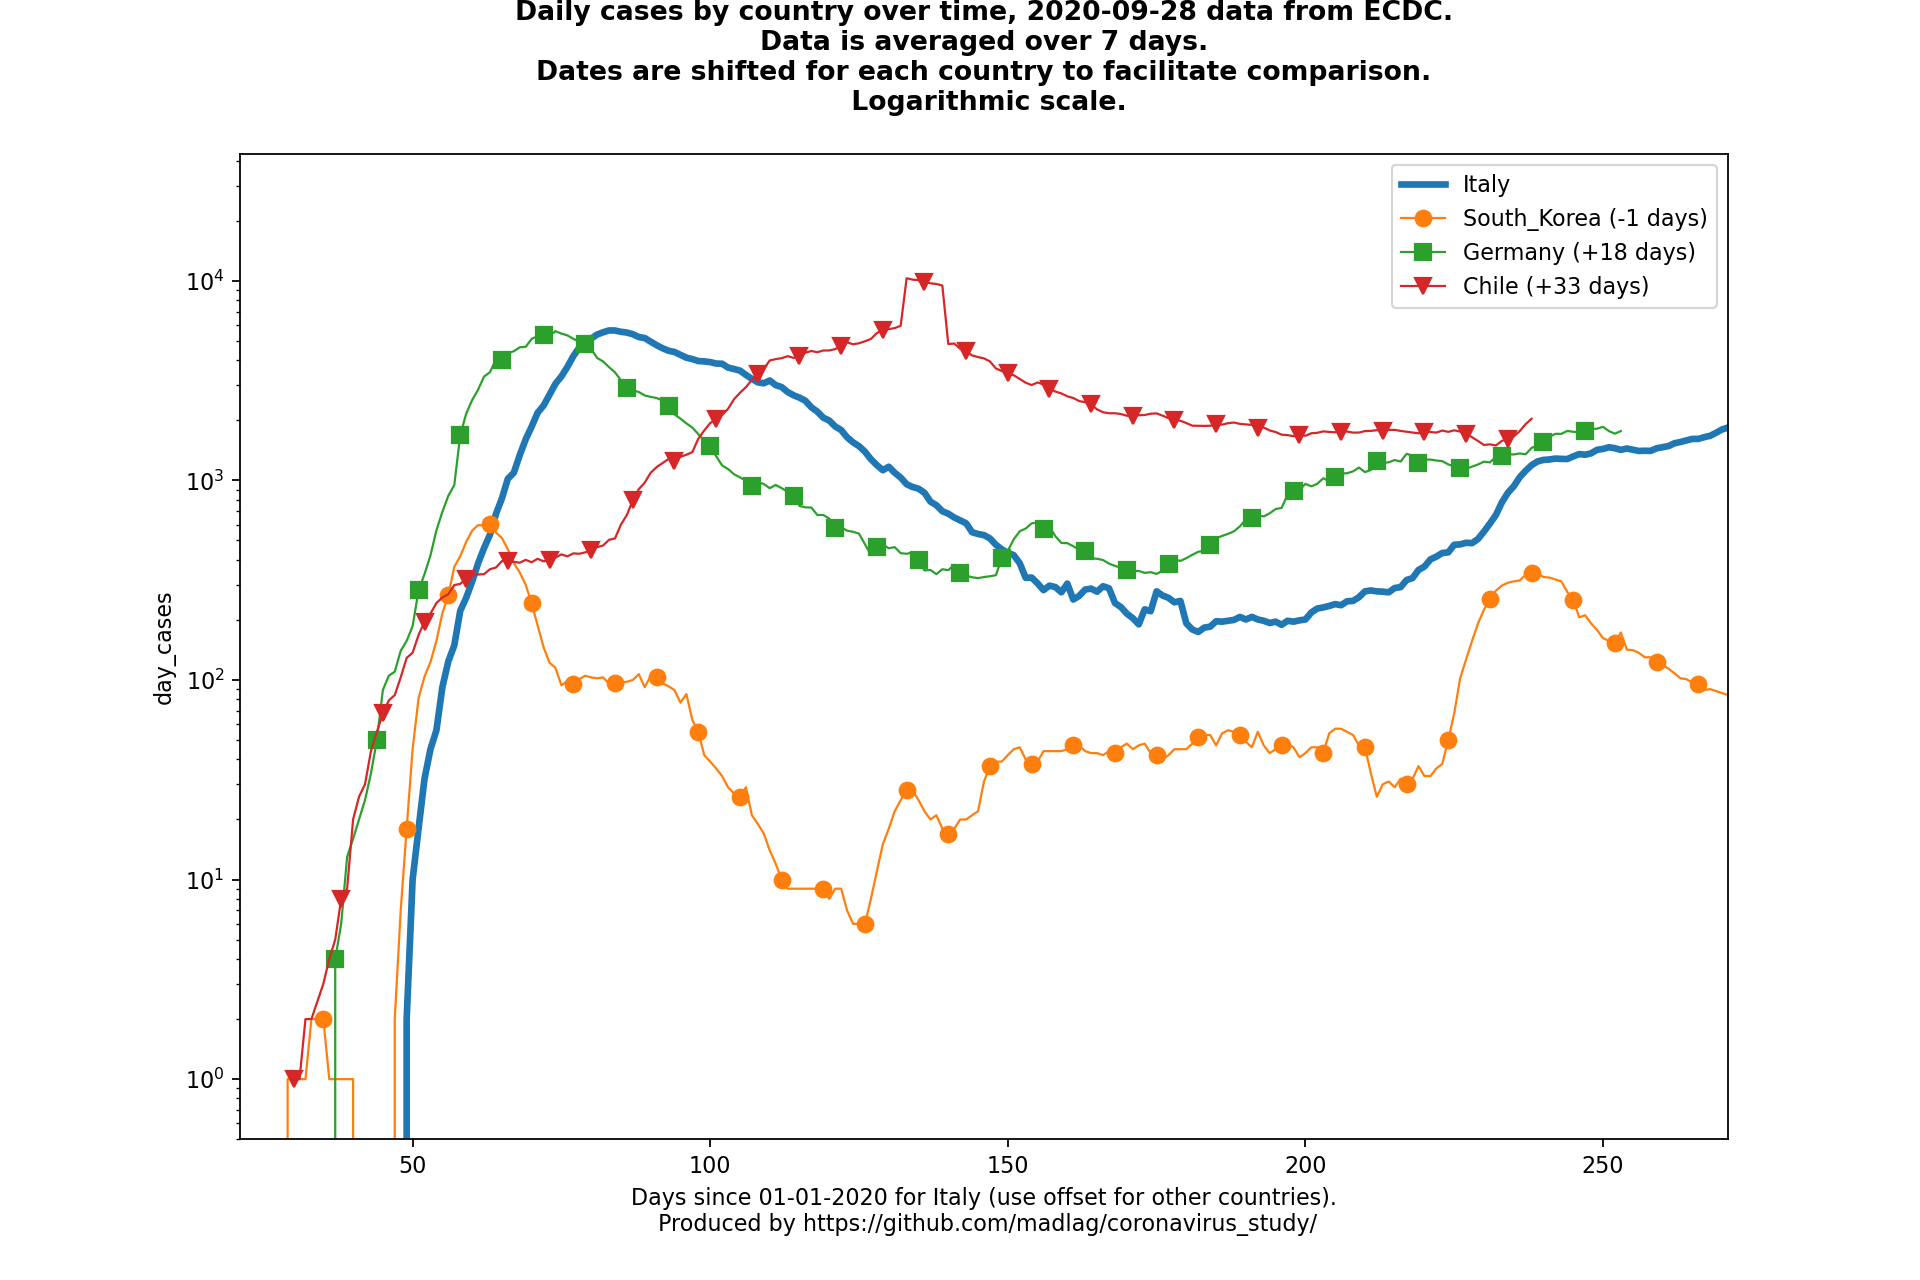 Daily cases by country over time, 2020-09-28 data from ECDC.
Data is averaged over 7 days.
Dates are shifted for each country to facilitate comparison.
Logarithmic scale.
Italy
South_Korea (-1 days)
Germany (+18 days)
Chile (+33 days)
day_cases
10⁴
10³
10²
10¹
10⁰
50
100
150
200
250
Days since 01-01-2020 for Italy (use offset for other countries).
Produced by https://github.com/madlag/coronavirus_study/